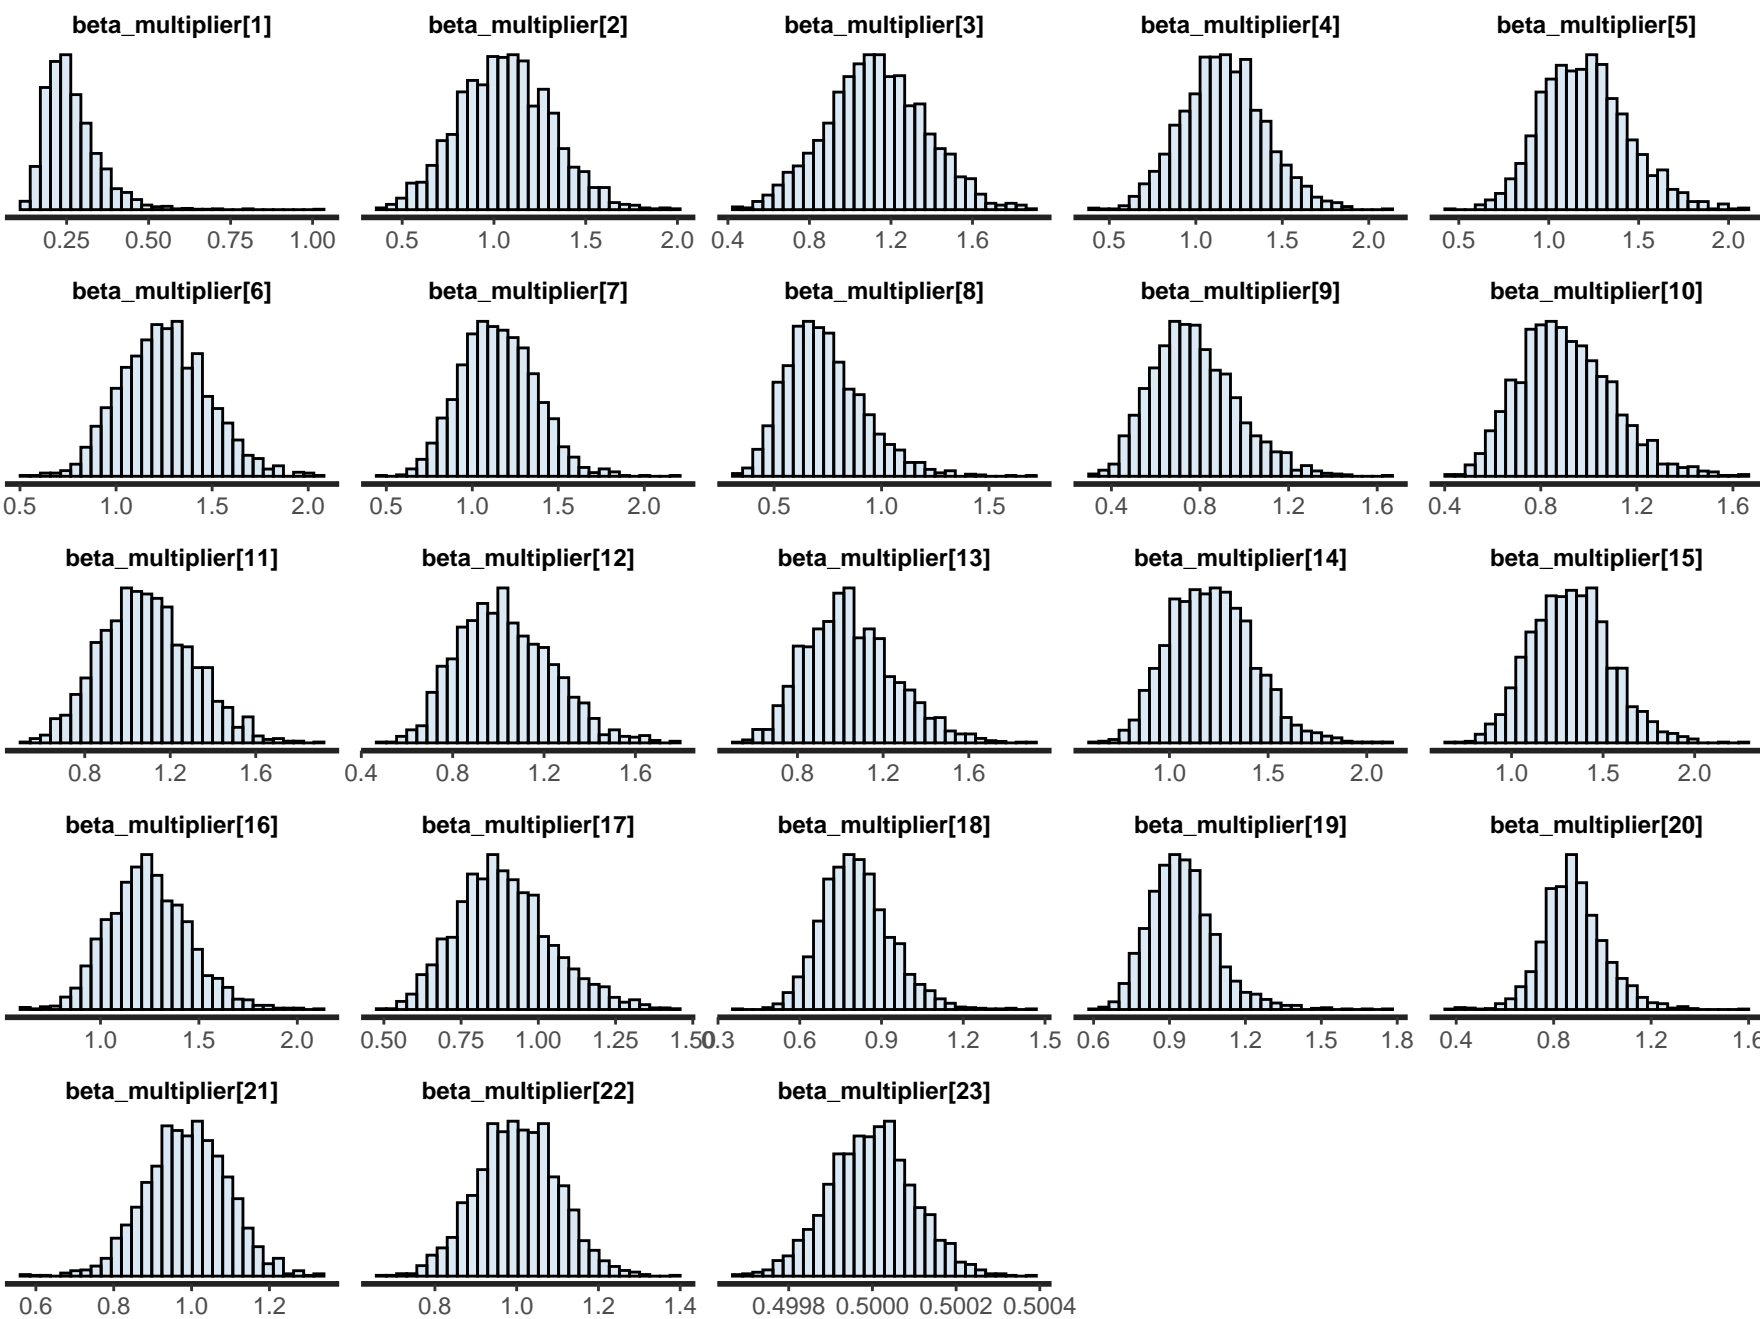 beta_multiplier[1] beta_multiplier[2] beta_multiplier[3] beta_multiplier[4] beta_multiplier[5]
0.25 0.50 0.75 1.00 0.5 1.0 1.5 2.0 0.4 0.8 1.2 1.6 0.5 1.0 1.5 2.0 0.5 1.0 1.5 2.0
beta_multiplier[6] beta_multiplier[7] beta_multiplier[8] beta_multiplier[9] beta_multiplier[10]
0.5 1.0 1.5 2.0 0.5 1.0 1.5 2.0 0.5 1.0 1.5 0.4 0.8 1.2 1.6 0.4 0.8 1.2 1.6
beta_multiplier[11] beta_multiplier[12] beta_multiplier[13] beta_multiplier[14] beta_multiplier[15]
0.8 1.2 1.6 0.4 0.8 1.2 1.6 0.8 1.2 1.6 1.0 1.5 2.0 1.0 1.5 2.0
beta_multiplier[16] beta_multiplier[17] beta_multiplier[18] beta_multiplier[19] beta_multiplier[20]
1.0 1.5 2.0 0.50 0.75 1.00 1.25 1.50 0.3 0.6 0.9 1.2 1.5 0.6 0.9 1.2 1.5 1.8 0.4 0.8 1.2 1.6
beta_multiplier[21] beta_multiplier[22] beta_multiplier[23]
0.6 0.8 1.0 1.2 0.8 1.0 1.2 1.4 0.4998 0.5000 0.5002 0.5004